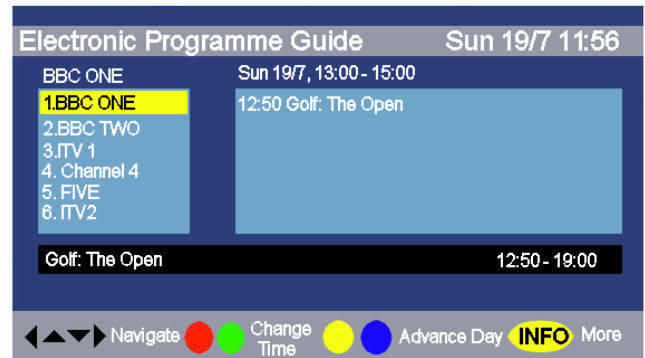 Electronic Programme Guide Sun 19/7 11:56
BBC ONE Sun 19/7, 13:00 - 15:00
1.BBC ONE 12:50 Golf: The Open
2.BBC TWO
3.ITV 1
4. Channel 4
5. FIVE
6. ITV2
Golf: The Open 12:50 - 19:00
Navigate Change Time Advance Day INFO More